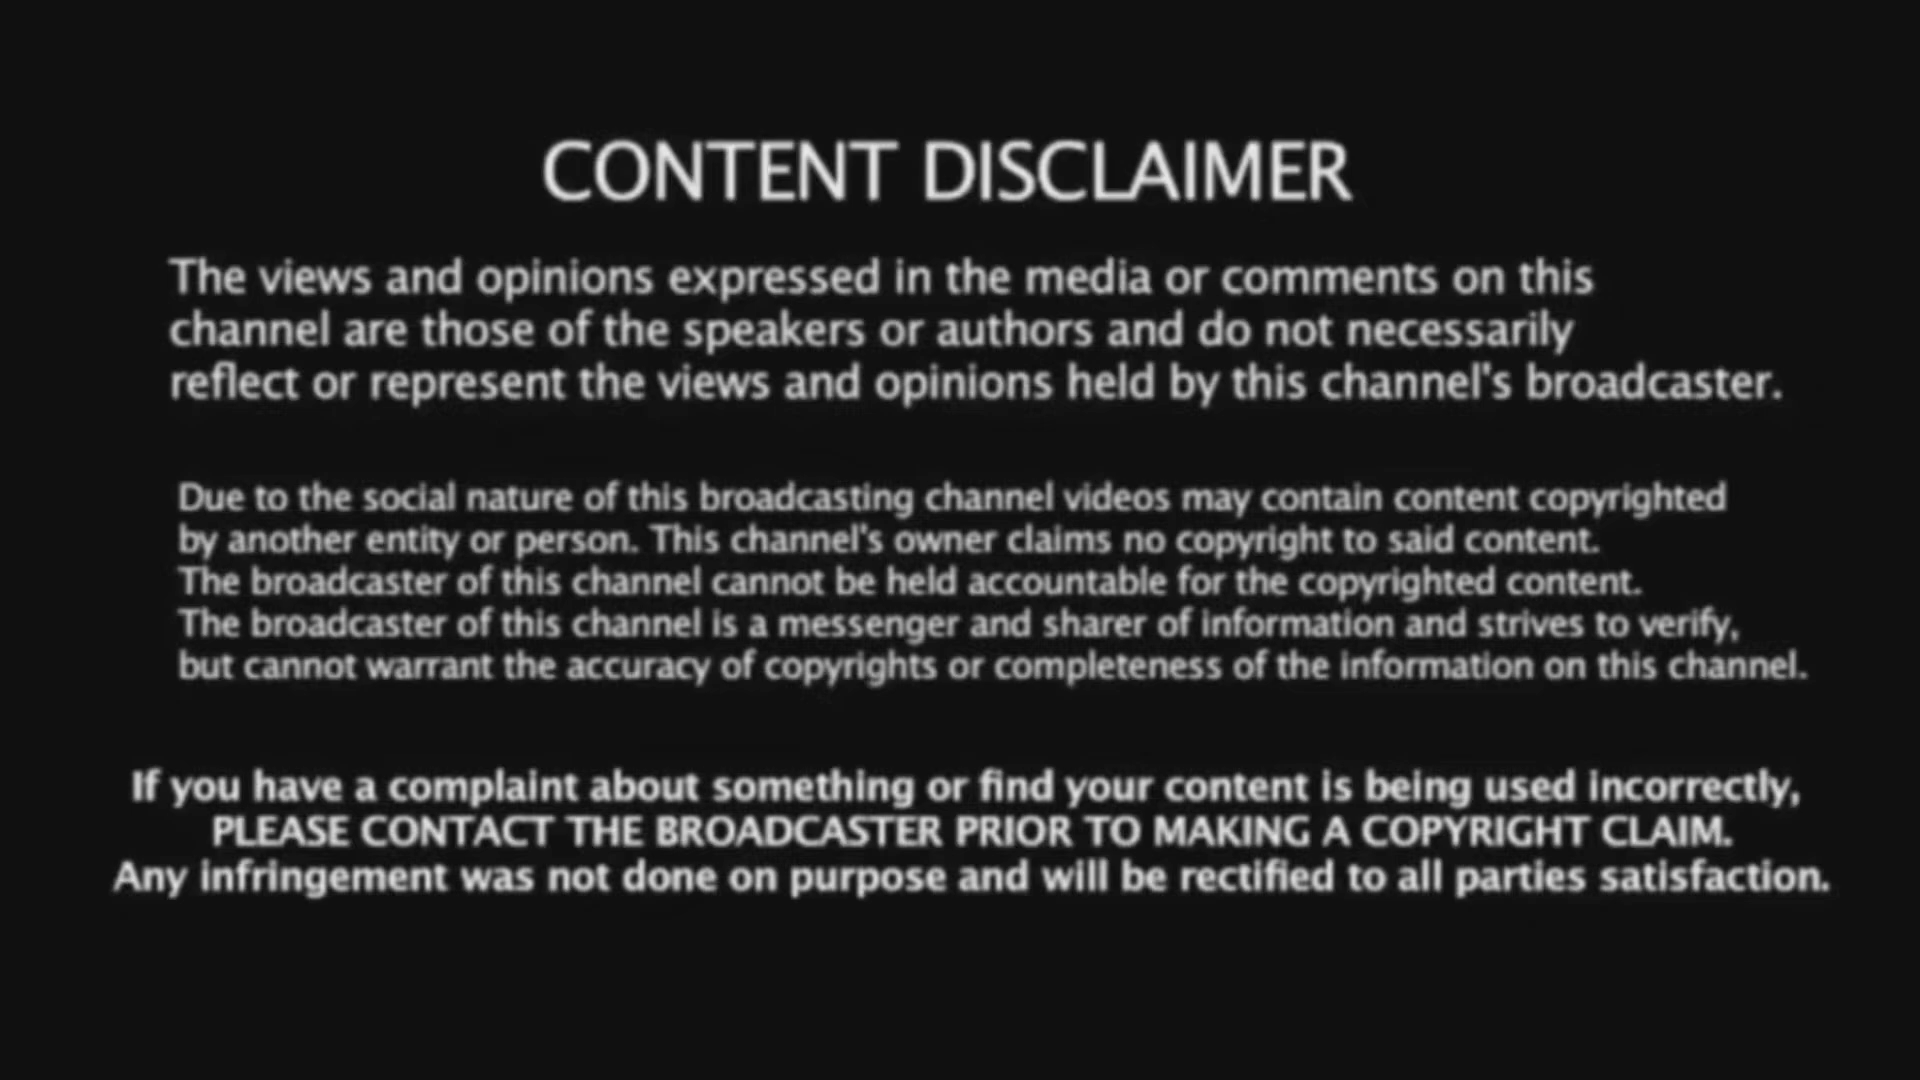 CONTENT DISCLAIMER
The views and opinions expressed in the media or comments on this
channel are those of the speakers or authors and do not necessarily
reflect or represent the views and opinions held by this channel's broadcaster.
Due to the social nature of this broadcasting channel videos may contain content copyrighted
by another entity or person. This channel's owner claims no copyright to said content.
The broadcaster of this channel cannot be held accountable for the copyrighted content.
The broadcaster of this channel is a messenger and sharer of information and strives to verify,
but cannot warrant the accuracy of copyrights or completeness of the information on this channel.
If you have a complaint about something or find your content is being used incorrectly,
PLEASE CONTACT THE BROADCASTER PRIOR TO MAKING A COPYRIGHT CLAIM.
Any infringement was not done on purpose and will be rectified to all parties satisfaction.